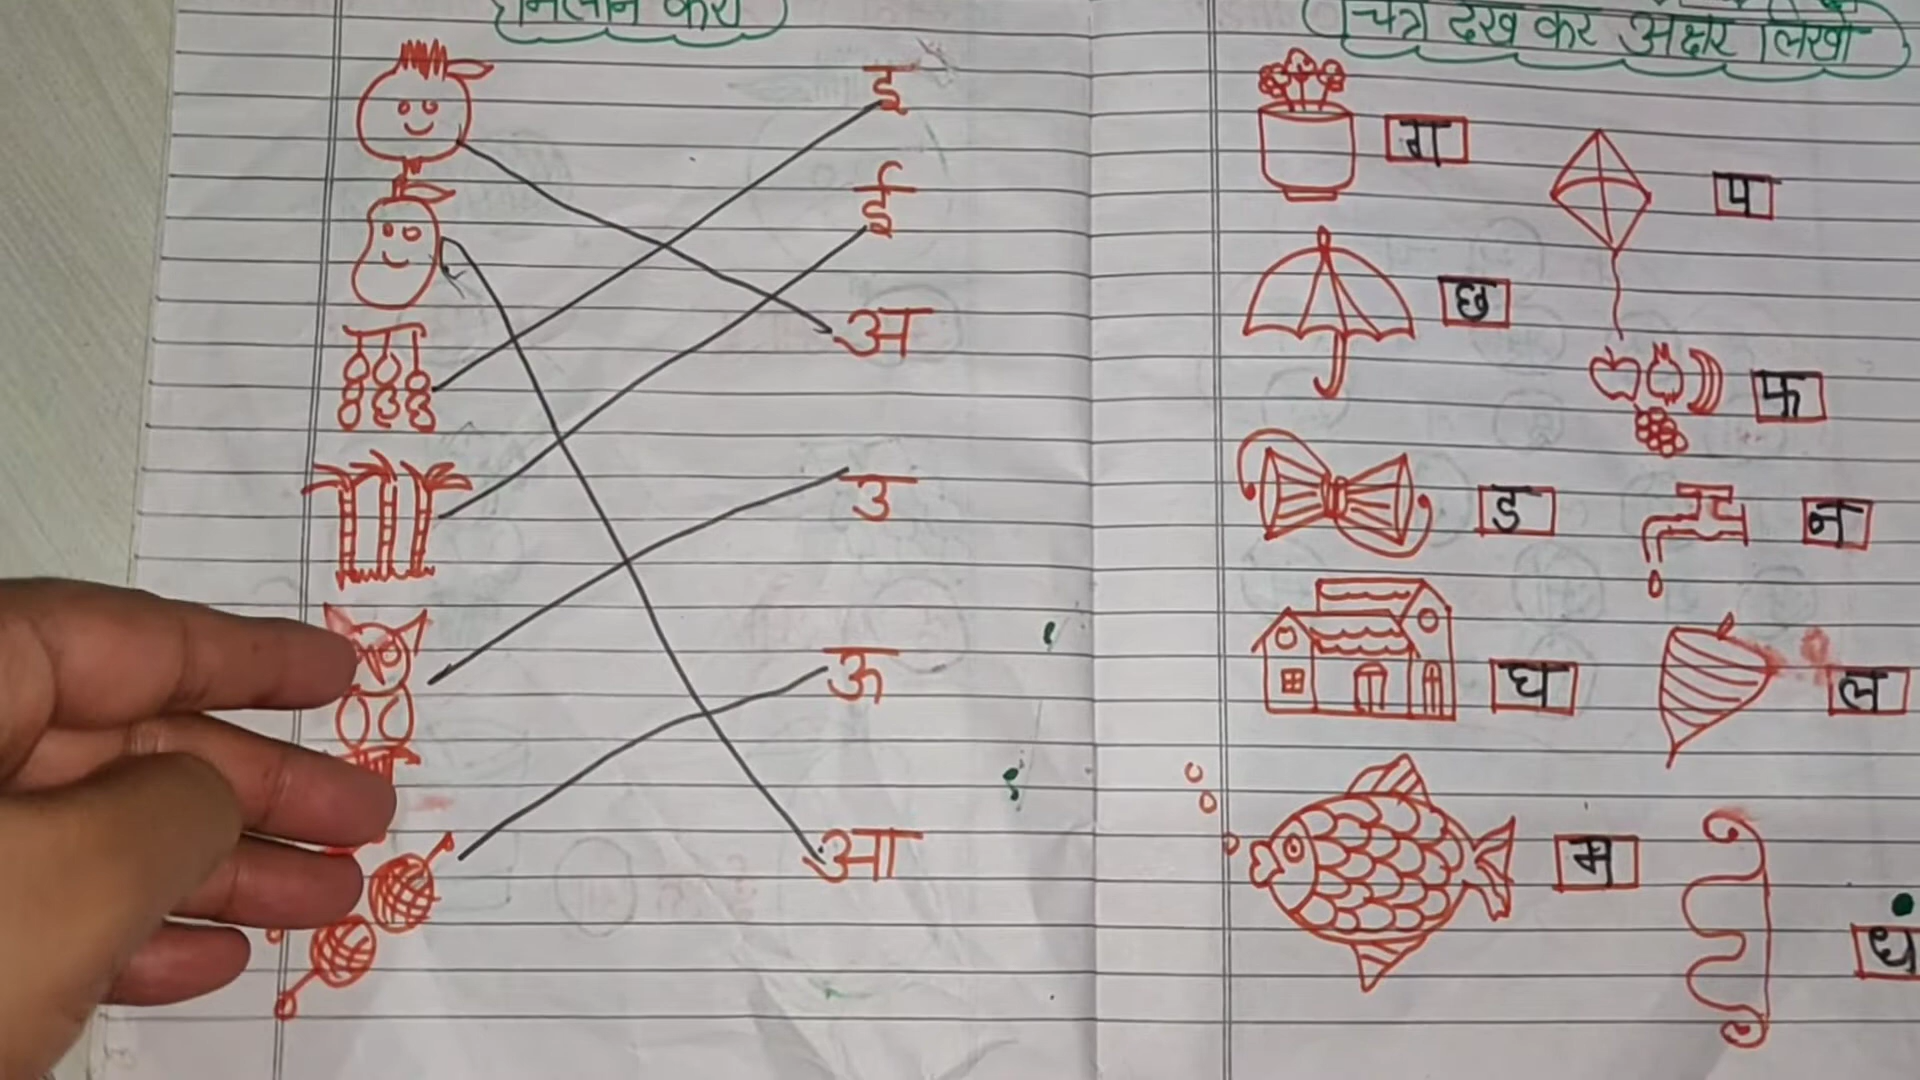 मिलान करो
इ
ई
अ
उ
ऊ
आ
चित्र देख कर अक्षर लिखो
ग
प
छ
फ
ड
न
घ
ल
म
धं